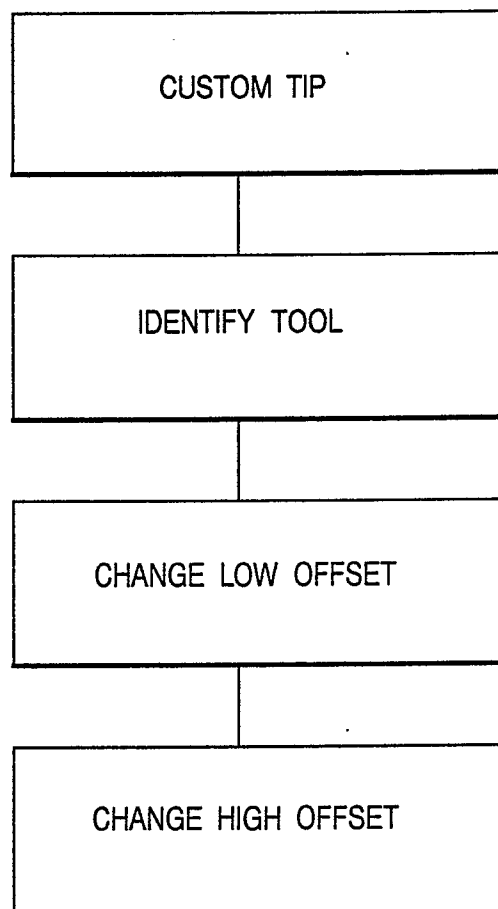 CUSTOM TIP
IDENTIFY TOOL
CHANGE LOW OFFSET
CHANGE HIGH OFFSET